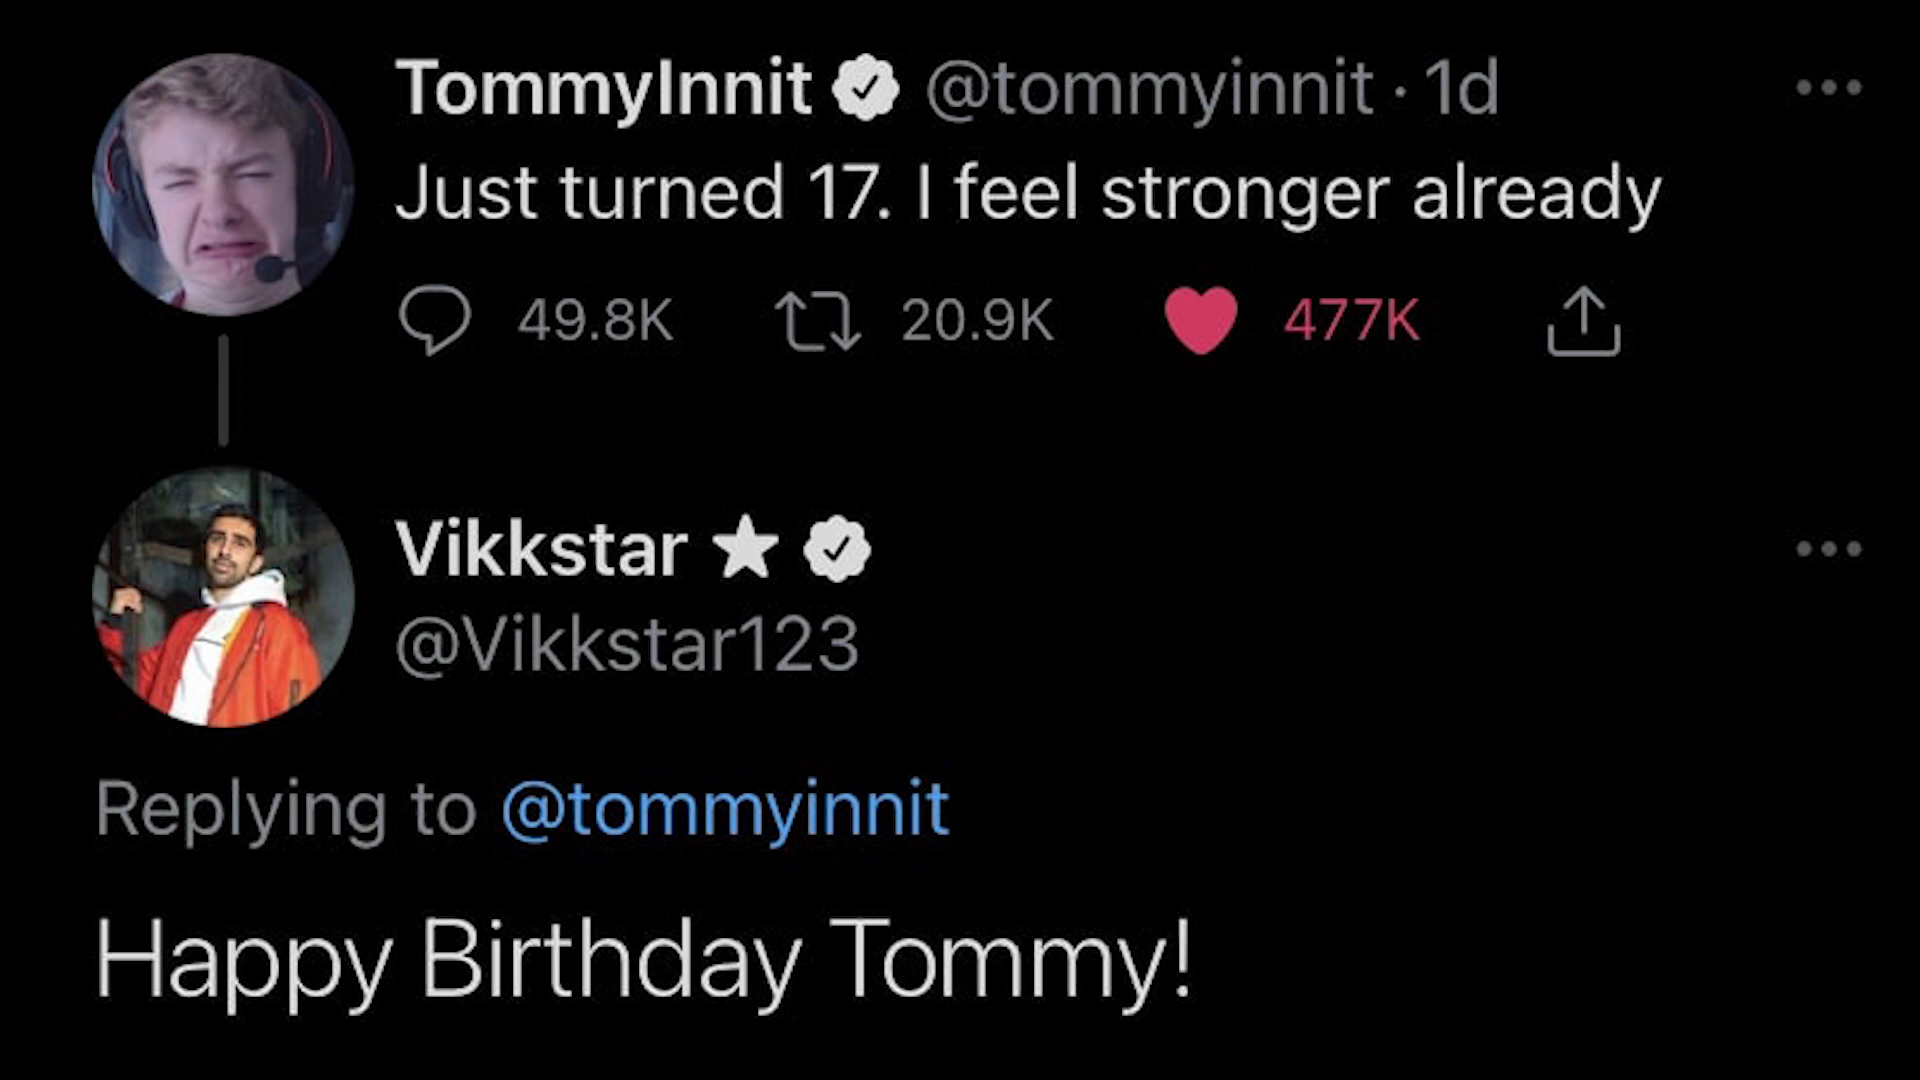 TommyInnit @tommyinnit · 1d
Just turned 17. I feel stronger already
49.8K 20.9K 477K
Vikkstar ★
@Vikkstar123
Replying to @tommyinnit
Happy Birthday Tommy!